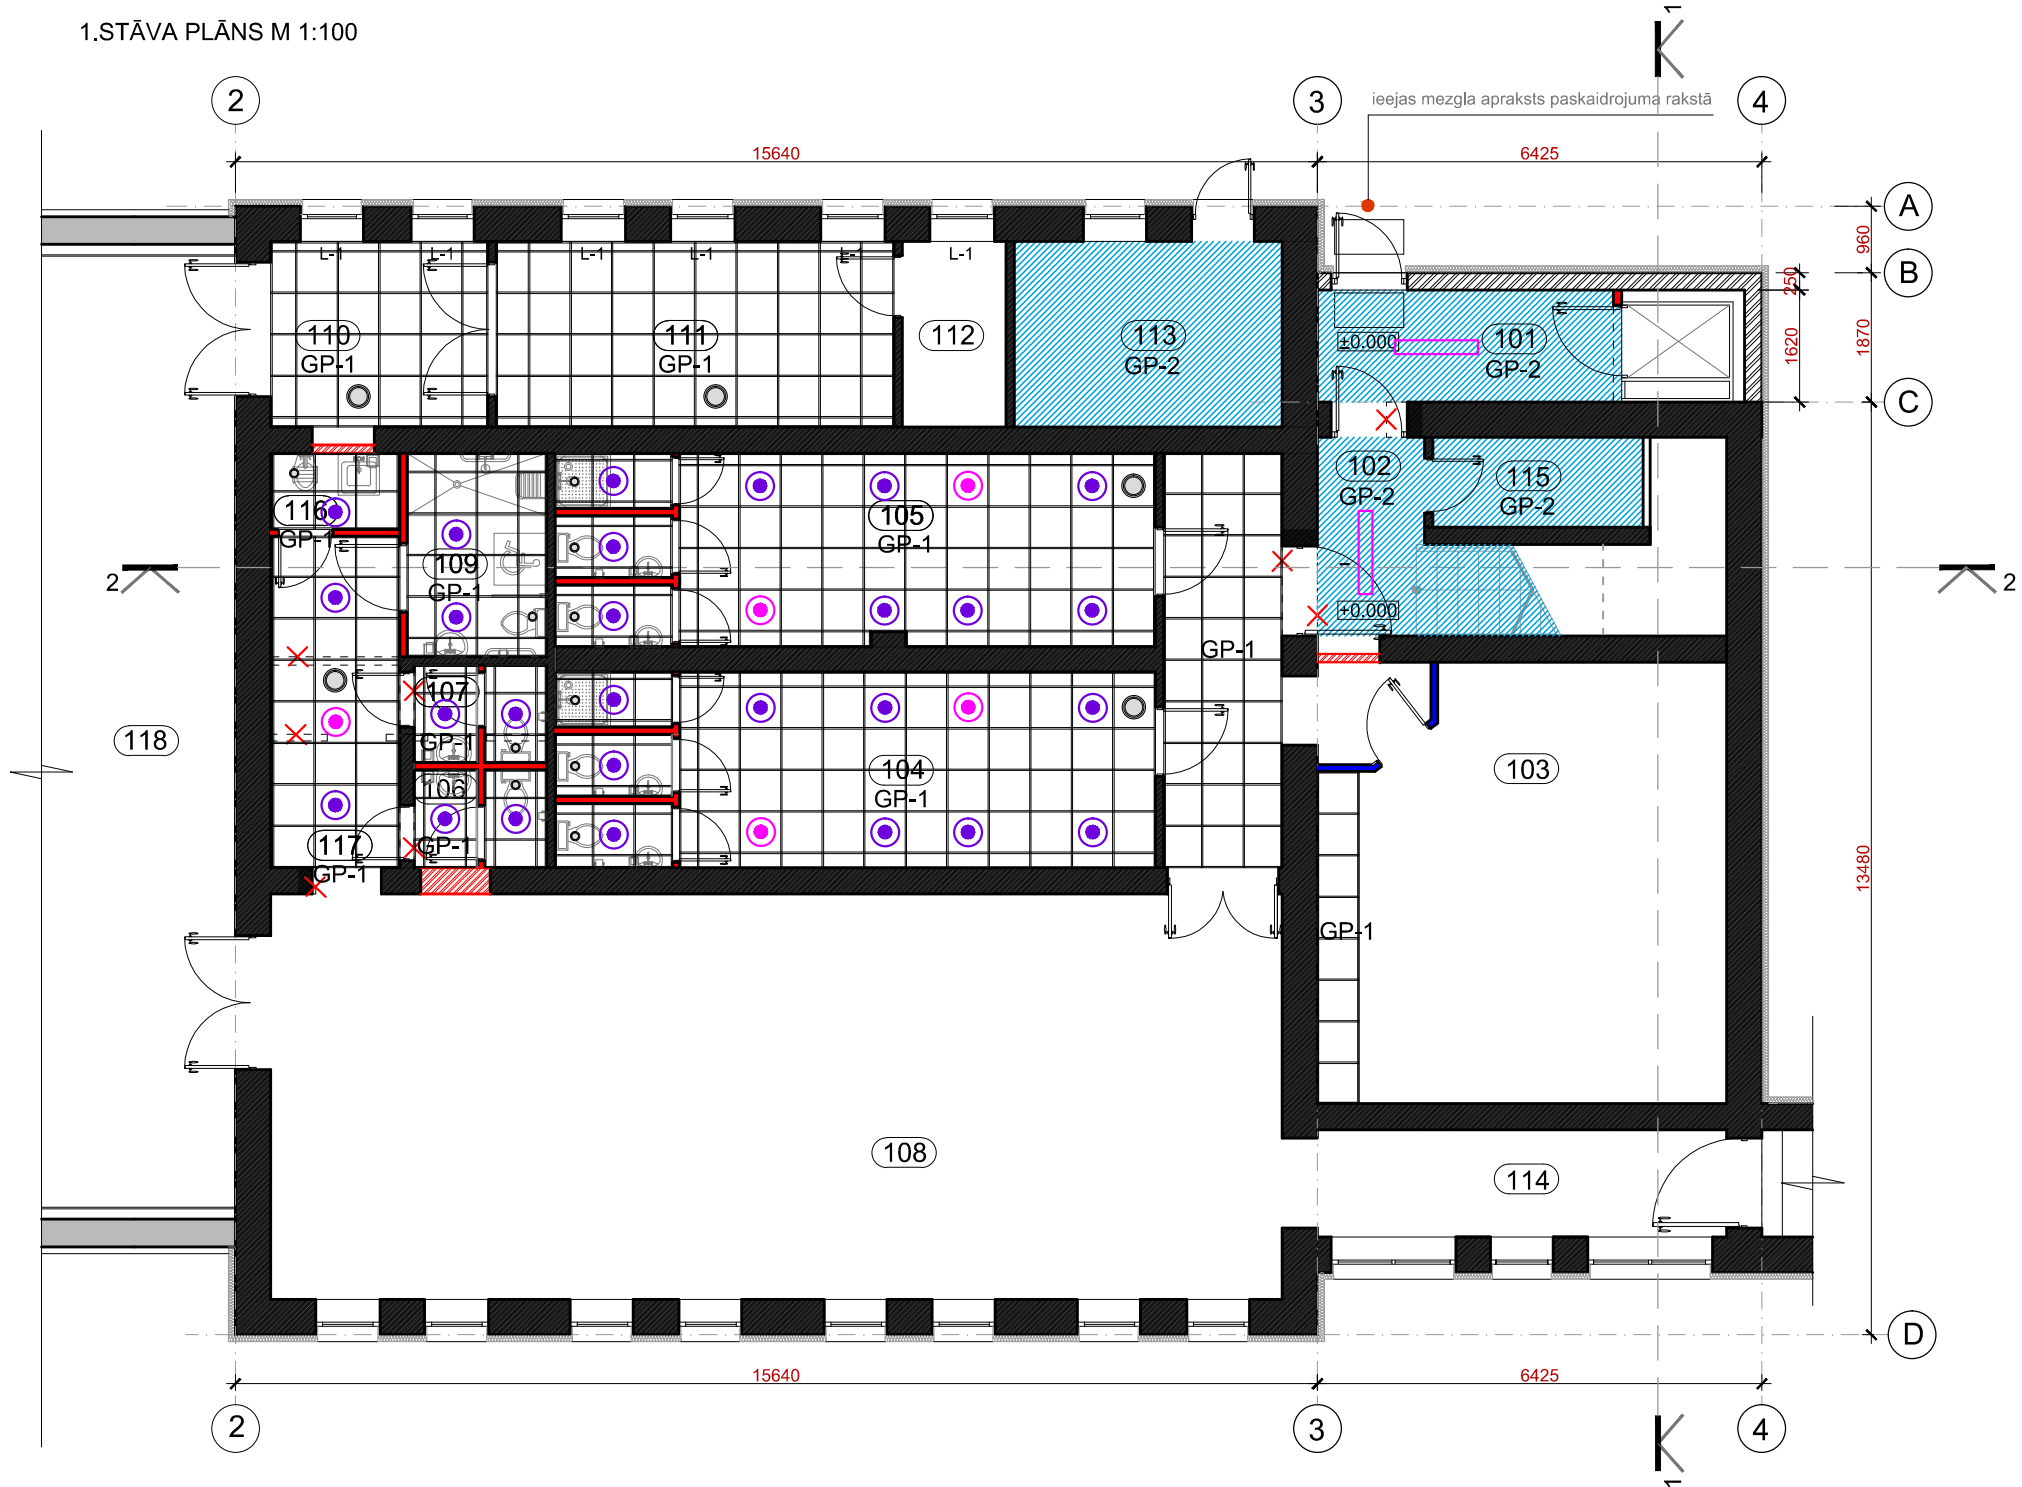 1.STĀVA PLĀNS M 1:100
1
2
3
4
ieejas mezgla apraksts paskaidrojuma rakstā
15640
6425
A
960
B
250
1620
1870
C
L-1
L-1
L-1
L-1
L-1
L-1
110
GP-1
111
GP-1
112
113
GP-2
±0.000
101
GP-2
102
GP-2
115
GP-2
116
GP-1
109
GP-1
105
GP-1
2
2
±0.000
GP-1
107
GP-1
118
104
GP-1
103
106
GP-1
117
GP-1
13480
GP-1
108
114
D
15640
6425
2
3
4
1